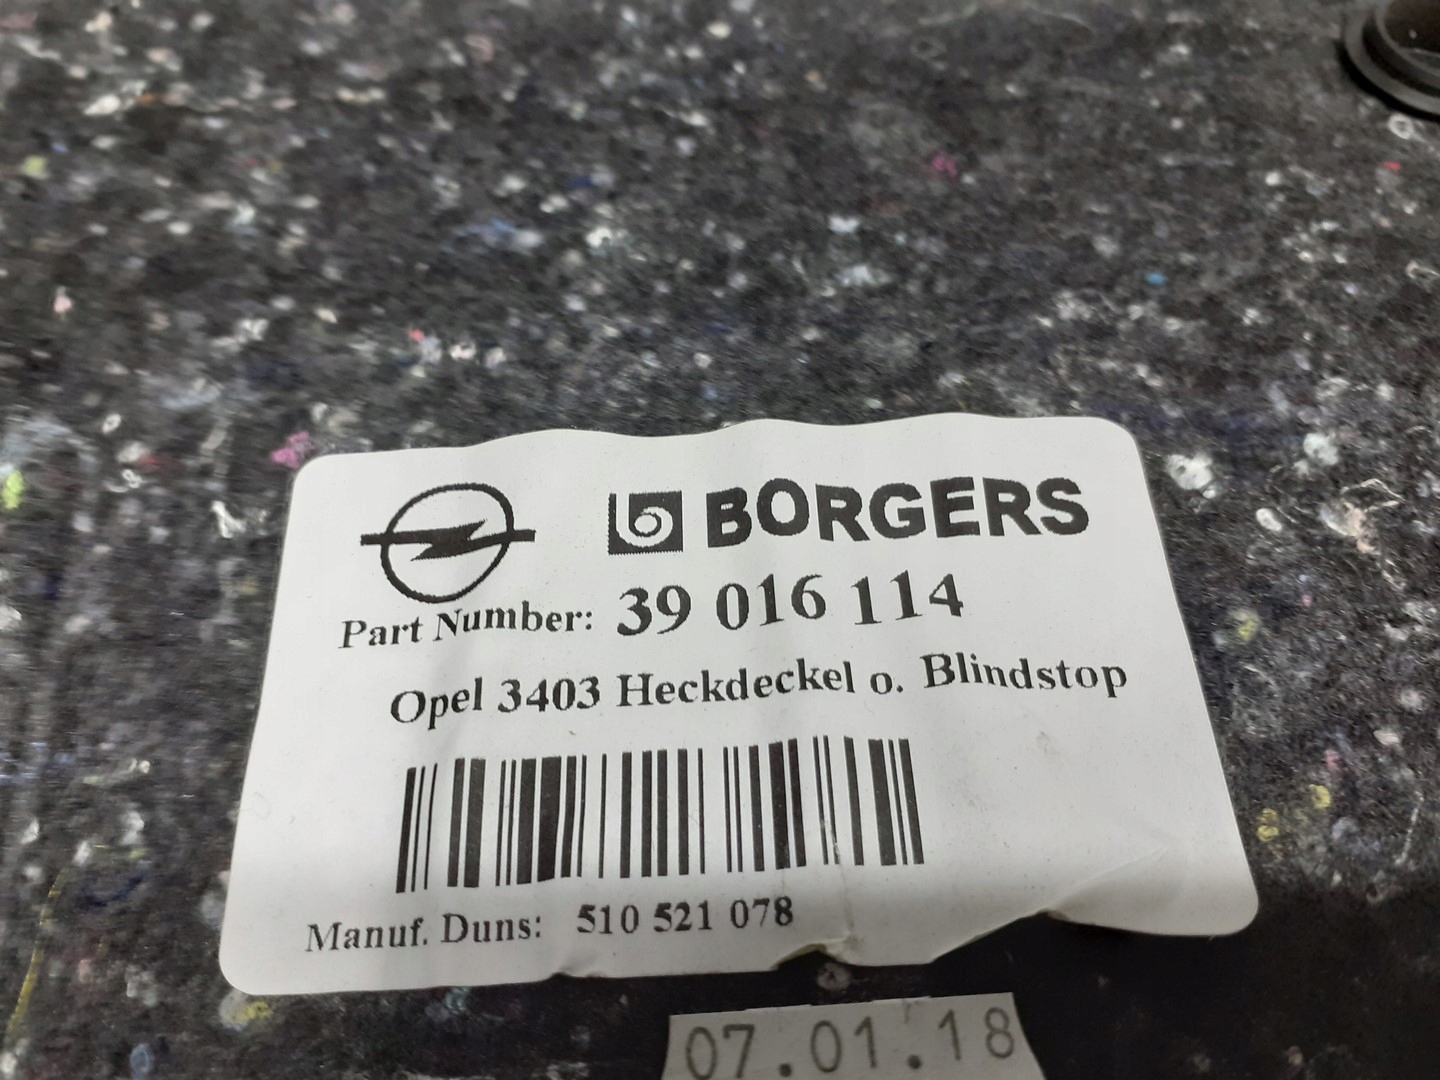 BORGERS
Part Number: 39 016 114
Opel 3403 Heckdeckel o. Blindstop
Manuf. Duns: 510 521 078
07.01.18